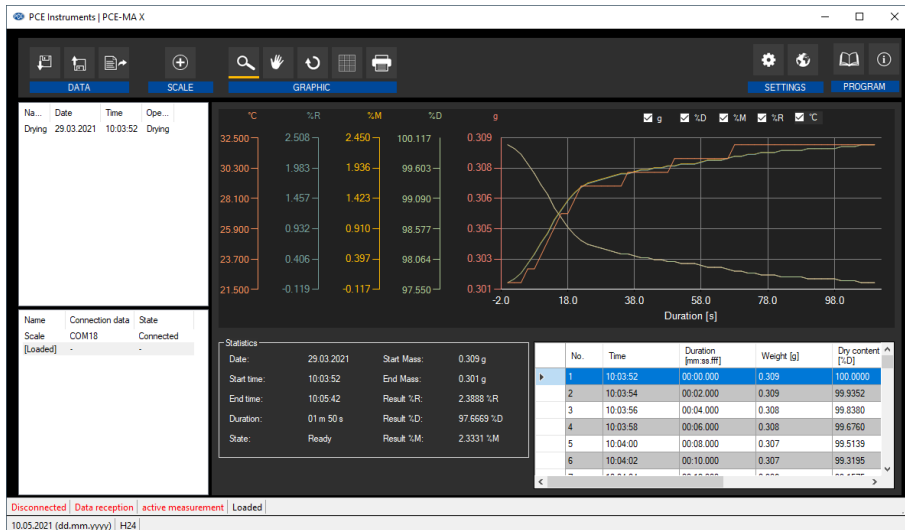 PCE Instruments | PCE-MA X
DATA
SCALE
GRAPHIC
SETTINGS
PROGRAM
Na... Date Time Ope...
Drying 29.03.2021 10:03:52 Drying
Name Connection data State
Scale COM18 Connected
[Loaded] - -
°C %R %M %D g
g %D %M %R °C
32.500 2.508 2.450 100.117 0.309
30.300 1.983 1.936 99.603 0.308
28.100 1.457 1.423 99.090 0.306
25.900 0.932 0.910 98.577 0.305
23.700 0.406 0.397 98.064 0.303
21.500 -0.119 -0.117 97.550 0.301
-2.0 18.0 38.0 58.0 78.0 98.0
Duration [s]
Statistics
Date: 29.03.2021 Start Mass: 0.309 g
Start time: 10:03:52 End Mass: 0.301 g
End time: 10:05:42 Result %R: 2.3888 %R
Duration: 01 m 50 s Result %D: 97.6669 %D
State: Ready Result %M: 2.3331 %M
No. Time Duration [mm:ss.fff] Weight [g] Dry content [%D]
1 10:03:52 00:00.000 0.309 100.0000
2 10:03:54 00:02.000 0.309 99.9352
3 10:03:56 00:04.000 0.308 99.8380
4 10:03:58 00:06.000 0.308 99.6760
5 10:04:00 00:08.000 0.307 99.5139
6 10:04:02 00:10.000 0.307 99.3195
Disconnected Data reception active measurement Loaded
10.05.2021 (dd.mm.yyyy) H24